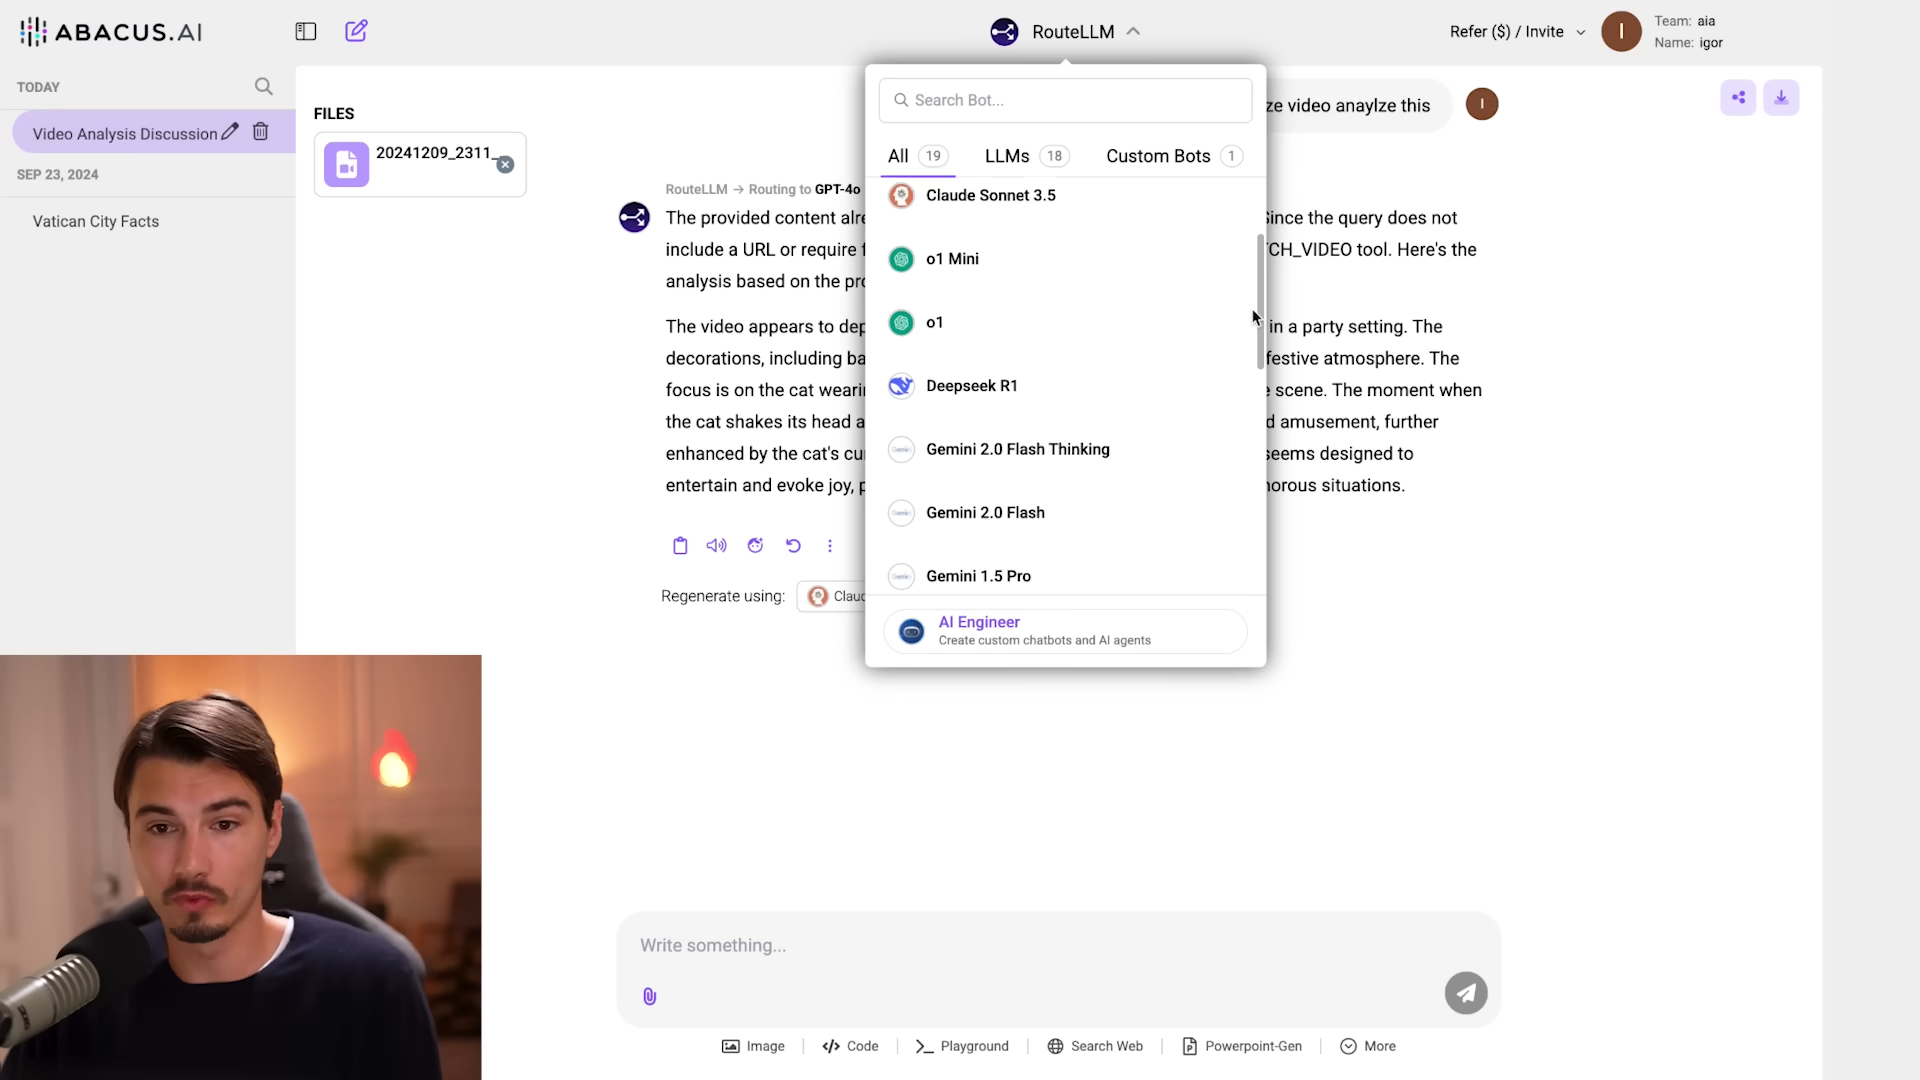 ABACUS.AI
RouteLLM
Refer ($) / Invite
I
Team: aia
Name: igor
TODAY
Video Analysis Discussion
SEP 23, 2024
Vatican City Facts
FILES
20241209_2311_
ze video anaylze this
I
RouteLLM → Routing to GPT-4o
The provided content alre
Since the query does not
include a URL or require f
TCH_VIDEO tool. Here's the
analysis based on the pro
The video appears to dep
in a party setting. The
decorations, including ba
festive atmosphere. The
focus is on the cat wearin
e scene. The moment when
the cat shakes its head a
d amusement, further
enhanced by the cat's cu
seems designed to
entertain and evoke joy, p
norous situations.
Regenerate using:
Claud
Search Bot...
All 19
LLMs 18
Custom Bots 1
Claude Sonnet 3.5
o1 Mini
o1
Deepseek R1
Gemini 2.0 Flash Thinking
Gemini 2.0 Flash
Gemini 1.5 Pro
AI Engineer
Create custom chatbots and AI agents
Write something...
Image
Code
Playground
Search Web
Powerpoint-Gen
More